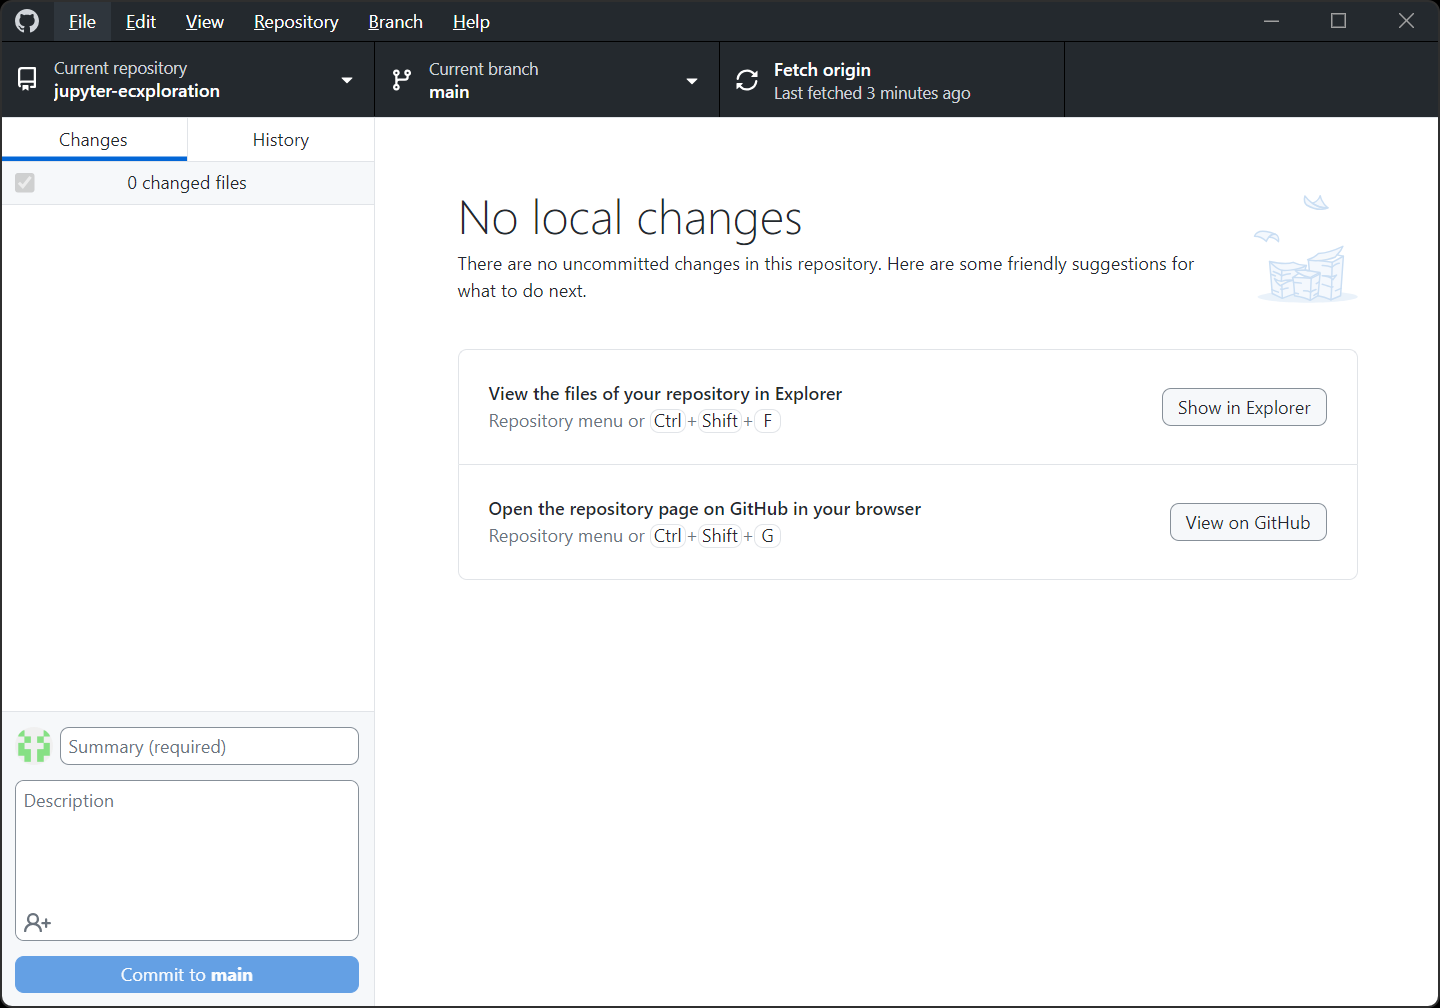 File Edit View Repository Branch Help
Current repository
jupyter-ecxploration
Current branch
main
Fetch origin
Last fetched 3 minutes ago
Changes
History
0 changed files
No local changes
There are no uncommitted changes in this repository. Here are some friendly suggestions for
what to do next.
View the files of your repository in Explorer
Repository menu or Ctrl + Shift + F
Show in Explorer
Open the repository page on GitHub in your browser
Repository menu or Ctrl + Shift + G
View on GitHub
Summary (required)
Description
Commit to main